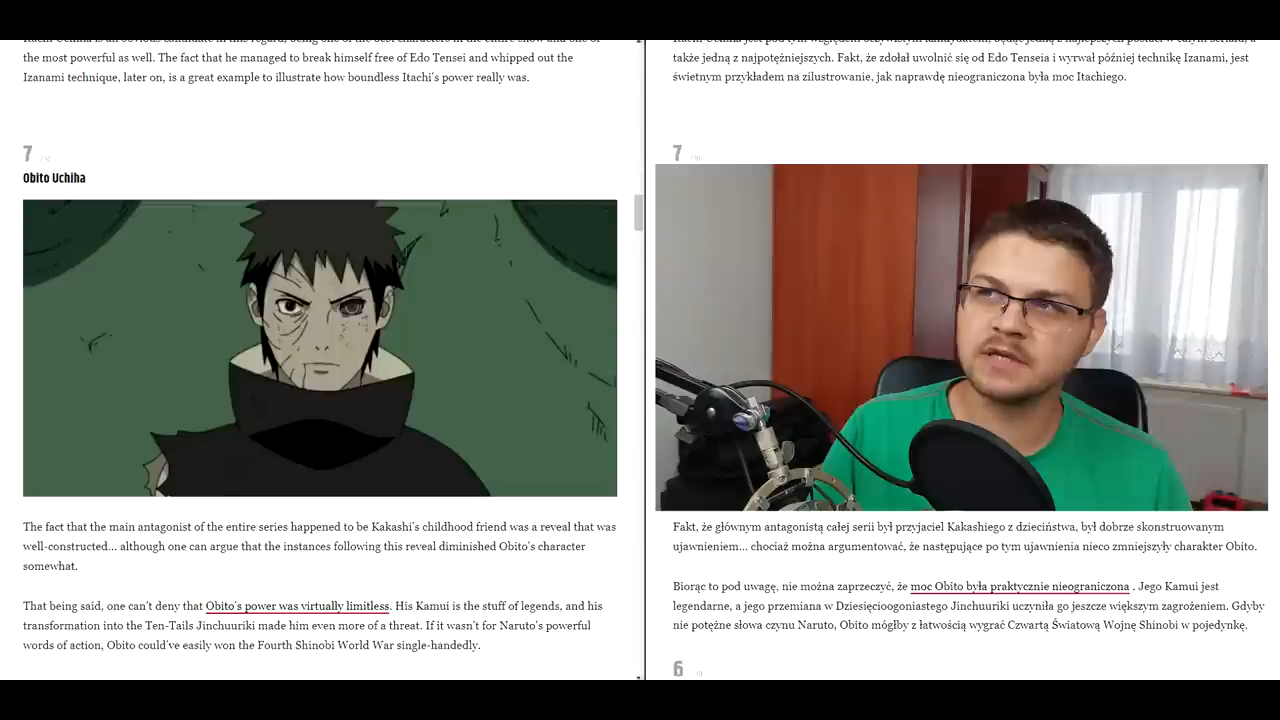 the most powerful as well. The fact that he managed to break himself free of Edo Tensei and whipped out the
Izanami technique, later on, is a great example to illustrate how boundless Itachi's power really was.
7 / 10
Obito Uchiha
The fact that the main antagonist of the entire series happened to be Kakashi's childhood friend was a reveal that was
well-constructed... although one can argue that the instances following this reveal diminished Obito's character
somewhat.
That being said, one can't deny that Obito's power was virtually limitless. His Kamui is the stuff of legends, and his
transformation into the Ten-Tails Jinchuuriki made him even more of a threat. If it wasn't for Naruto's powerful
words of action, Obito could've easily won the Fourth Shinobi World War single-handedly.
także jedną z najpotężniejszych. Fakt, że zdołał uwolnić się od Edo Tenseia i wyrwał później technikę Izanami, jest
świetnym przykładem na zilustrowanie, jak naprawdę nieograniczona była moc Itachiego.
7 / 10
Fakt, że głównym antagonistą całej serii był przyjaciel Kakashiego z dzieciństwa, był dobrze skonstruowanym
ujawnieniem... chociaż można argumentować, że następujące po tym ujawnienia nieco zmniejszyły charakter Obito.
Biorąc to pod uwagę, nie można zaprzeczyć, że moc Obito była praktycznie nieograniczona . Jego Kamui jest
legendarne, a jego przemiana w Dziesięcioogoniastego Jinchuuriki uczyniła go jeszcze większym zagrożeniem. Gdyby
nie potężne słowa czynu Naruto, Obito mógłby z łatwością wygrać Czwartą Światową Wojnę Shinobi w pojedynkę.
6